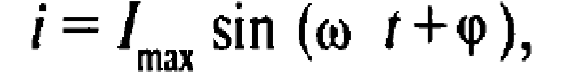 i = I_max sin (ω t + φ),